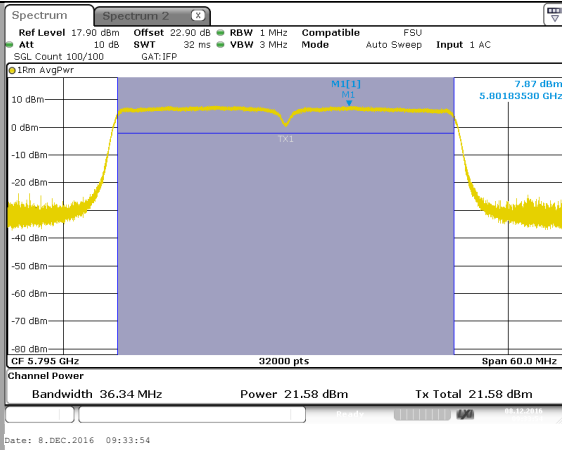 Spectrum Spectrum 2 X
Ref Level 17.90 dBm Offset 22.90 dB RBW 1 MHz Compatible FSU
Att 10 dB SWT 32 ms VBW 3 MHz Mode Auto Sweep Input 1 AC
SGL Count 100/100 GAT:IFP
1Rm AvgPwr
M1[1] 7.87 dBm
5.80183530 GHz
M1
10 dBm
0 dBm
TX1
-10 dBm
-20 dBm
-30 dBm
-40 dBm
-50 dBm
-60 dBm
-70 dBm
-80 dBm
CF 5.795 GHz 32000 pts Span 60.0 MHz
Channel Power
Bandwidth 36.34 MHz Power 21.58 dBm Tx Total 21.58 dBm
Ready 08.12.2016
Date: 8.DEC.2016 09:33:54